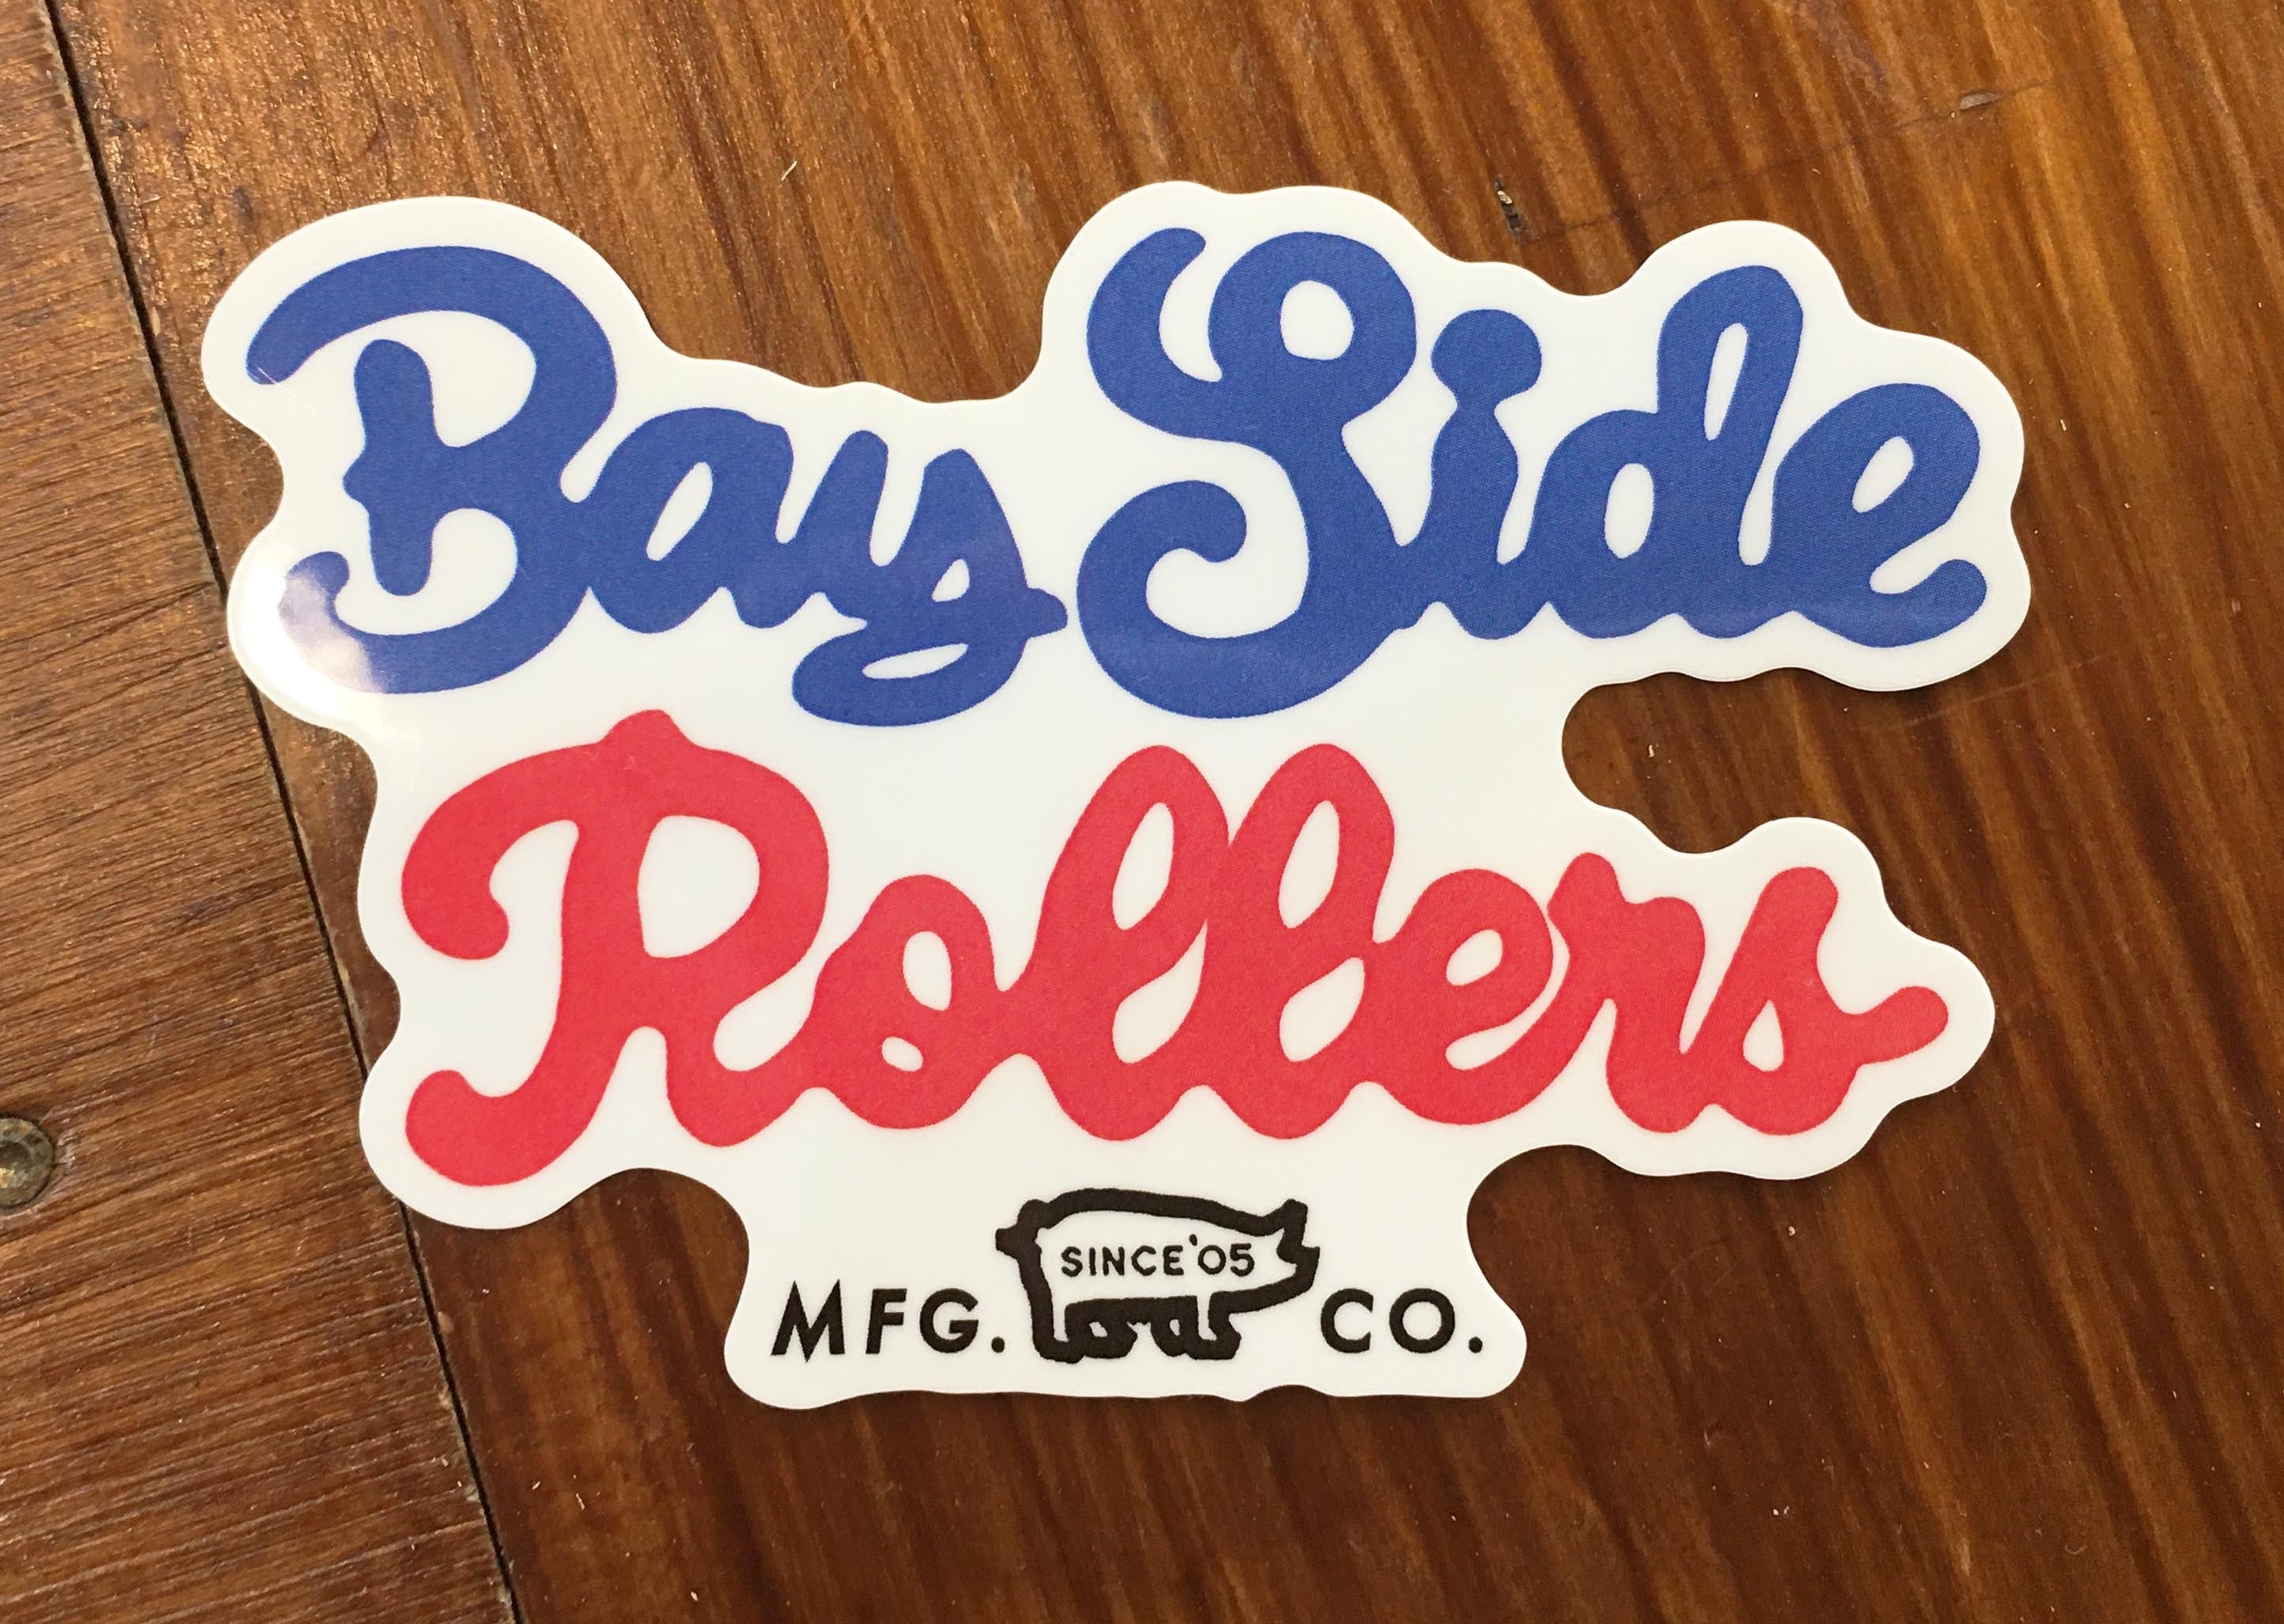 Bay Side
Rollers
SINCE '05
MFG. CO.